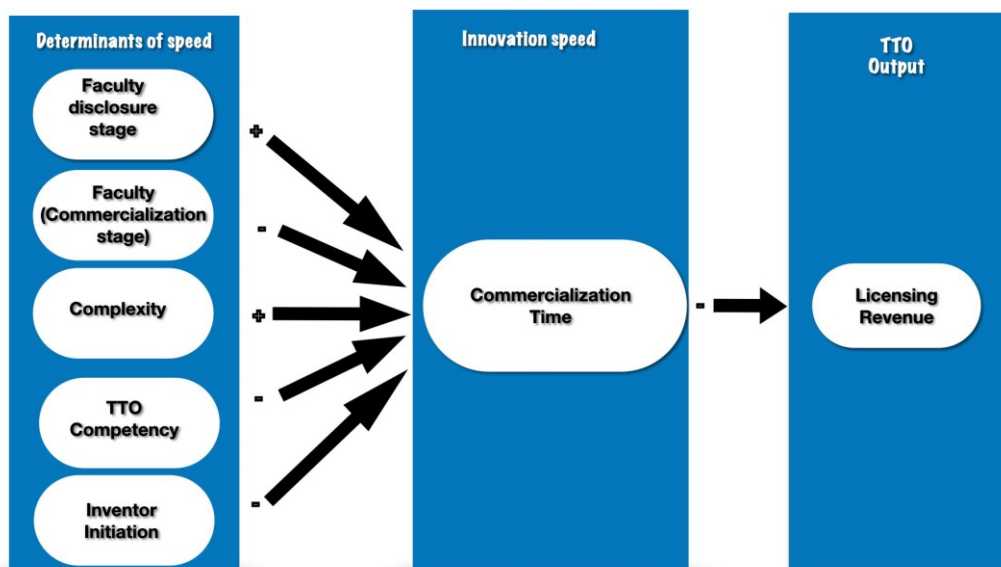 Determinants of speed
Faculty
disclosure
stage
+
Faculty
(Commercialization
stage)
-
Complexity
+
TTO
Competency
-
Inventor
Initiation
-
Innovation speed
Commercialization
Time
-
TTO
Output
Licensing
Revenue